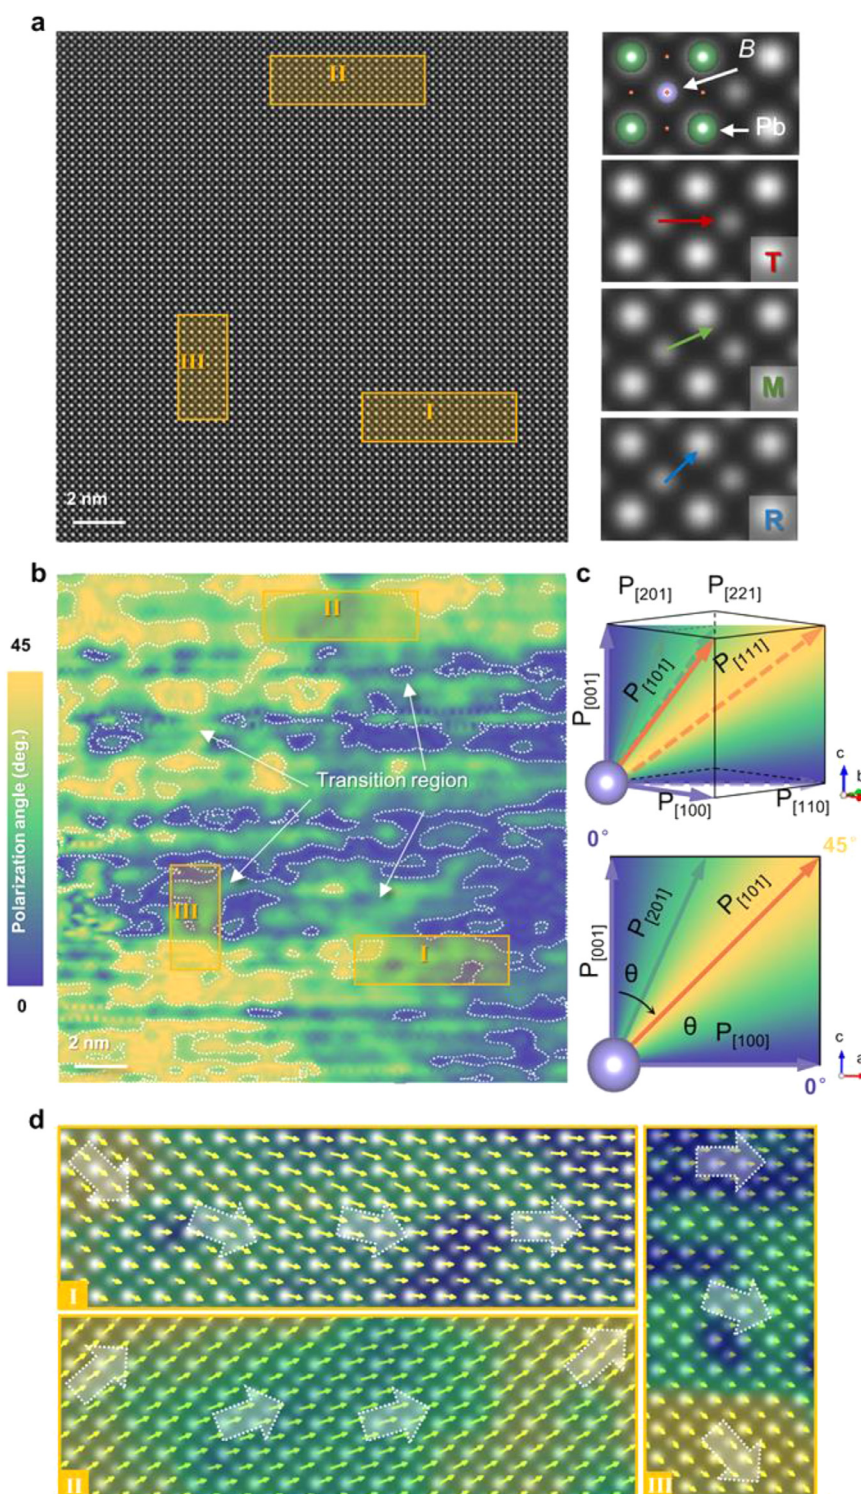 a
II
III
I
2 nm
B
Pb
T
M
R
b
45
Polarization angle (deg.)
0
II
Transition region
III
I
2 nm
c
P[201]
P[221]
P[001]
P[101]
P[111]
P[100]
P[110]
c
b
0°
45°
P[001]
P[201]
P[101]
θ
θ
P[100]
0°
c
a
d
I
II
III